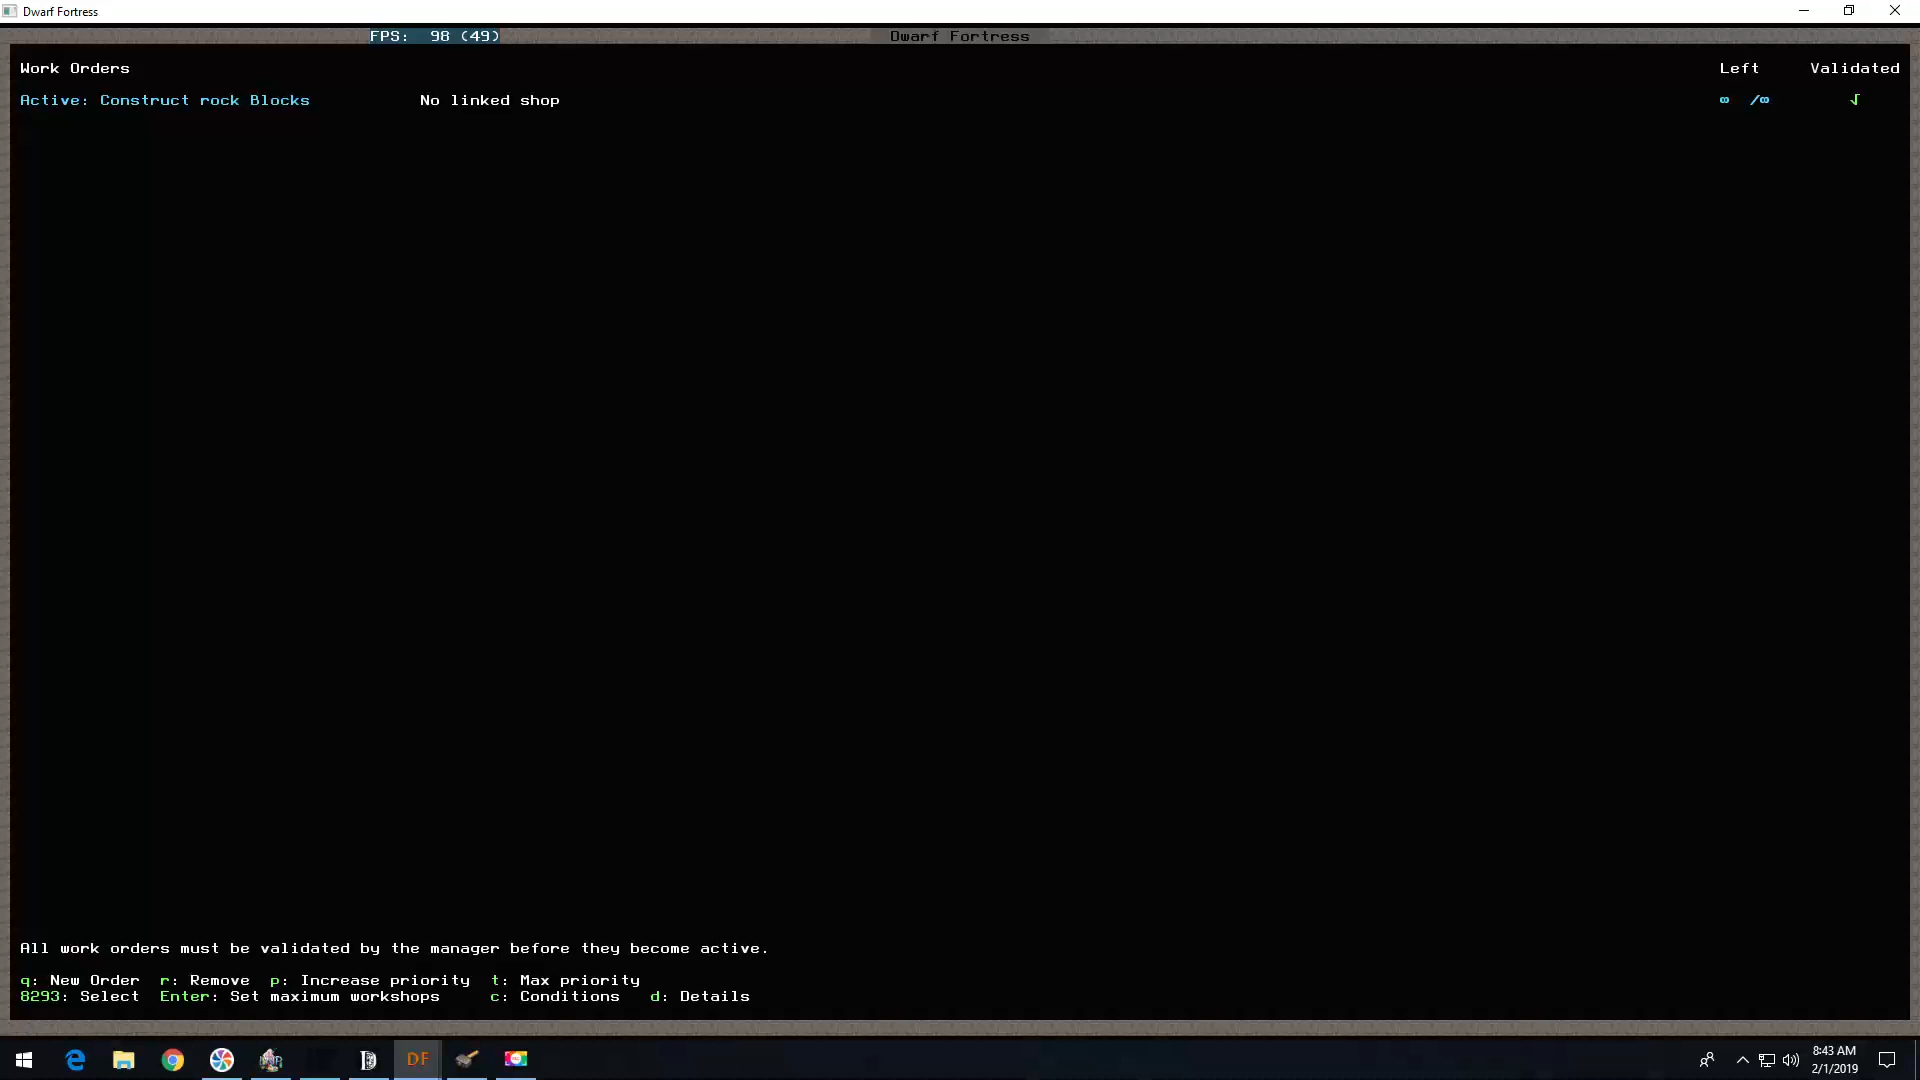 Dwarf Fortress
FPS: 98 (49) Dwarf Fortress
Work Orders Left Validated
Active: Construct rock Blocks No linked shop ∞ /∞ √
All work orders must be validated by the manager before they become active.
q: New Order r: Remove p: Increase priority t: Max priority
8293: Select Enter: Set maximum workshops c: Conditions d: Details
DF
8:43 AM
2/1/2019